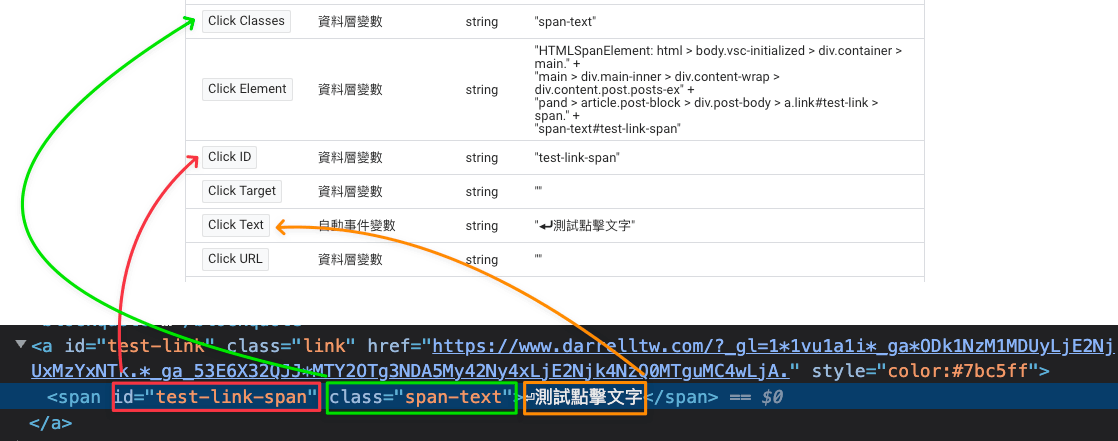 Click Classes 資料層變數 string "span-text"
"HTMLSpanElement: html > body.vsc-initialized > div.container >
main." +
"main > div.main-inner > div.content-wrap >
Click Element 資料層變數 string div.content.post.posts-ex" +
"pand > article.post-block > div.post-body > a.link#test-link >
span." +
"span-text#test-link-span"
Click ID 資料層變數 string "test-link-span"
Click Target 資料層變數 string ""
Click Text 自動事件變數 string "⏎測試點擊文字"
Click URL 資料層變數 string ""
<a id="test-link" class="link" href="https://www.darrelltw.com/?_gl=1*1vu1a1i*_ga*ODk1NzM1MDUyLjE2Nj
<span id="test-link-span" class="span-text">⏎測試點擊文字</span> == $0
</a>